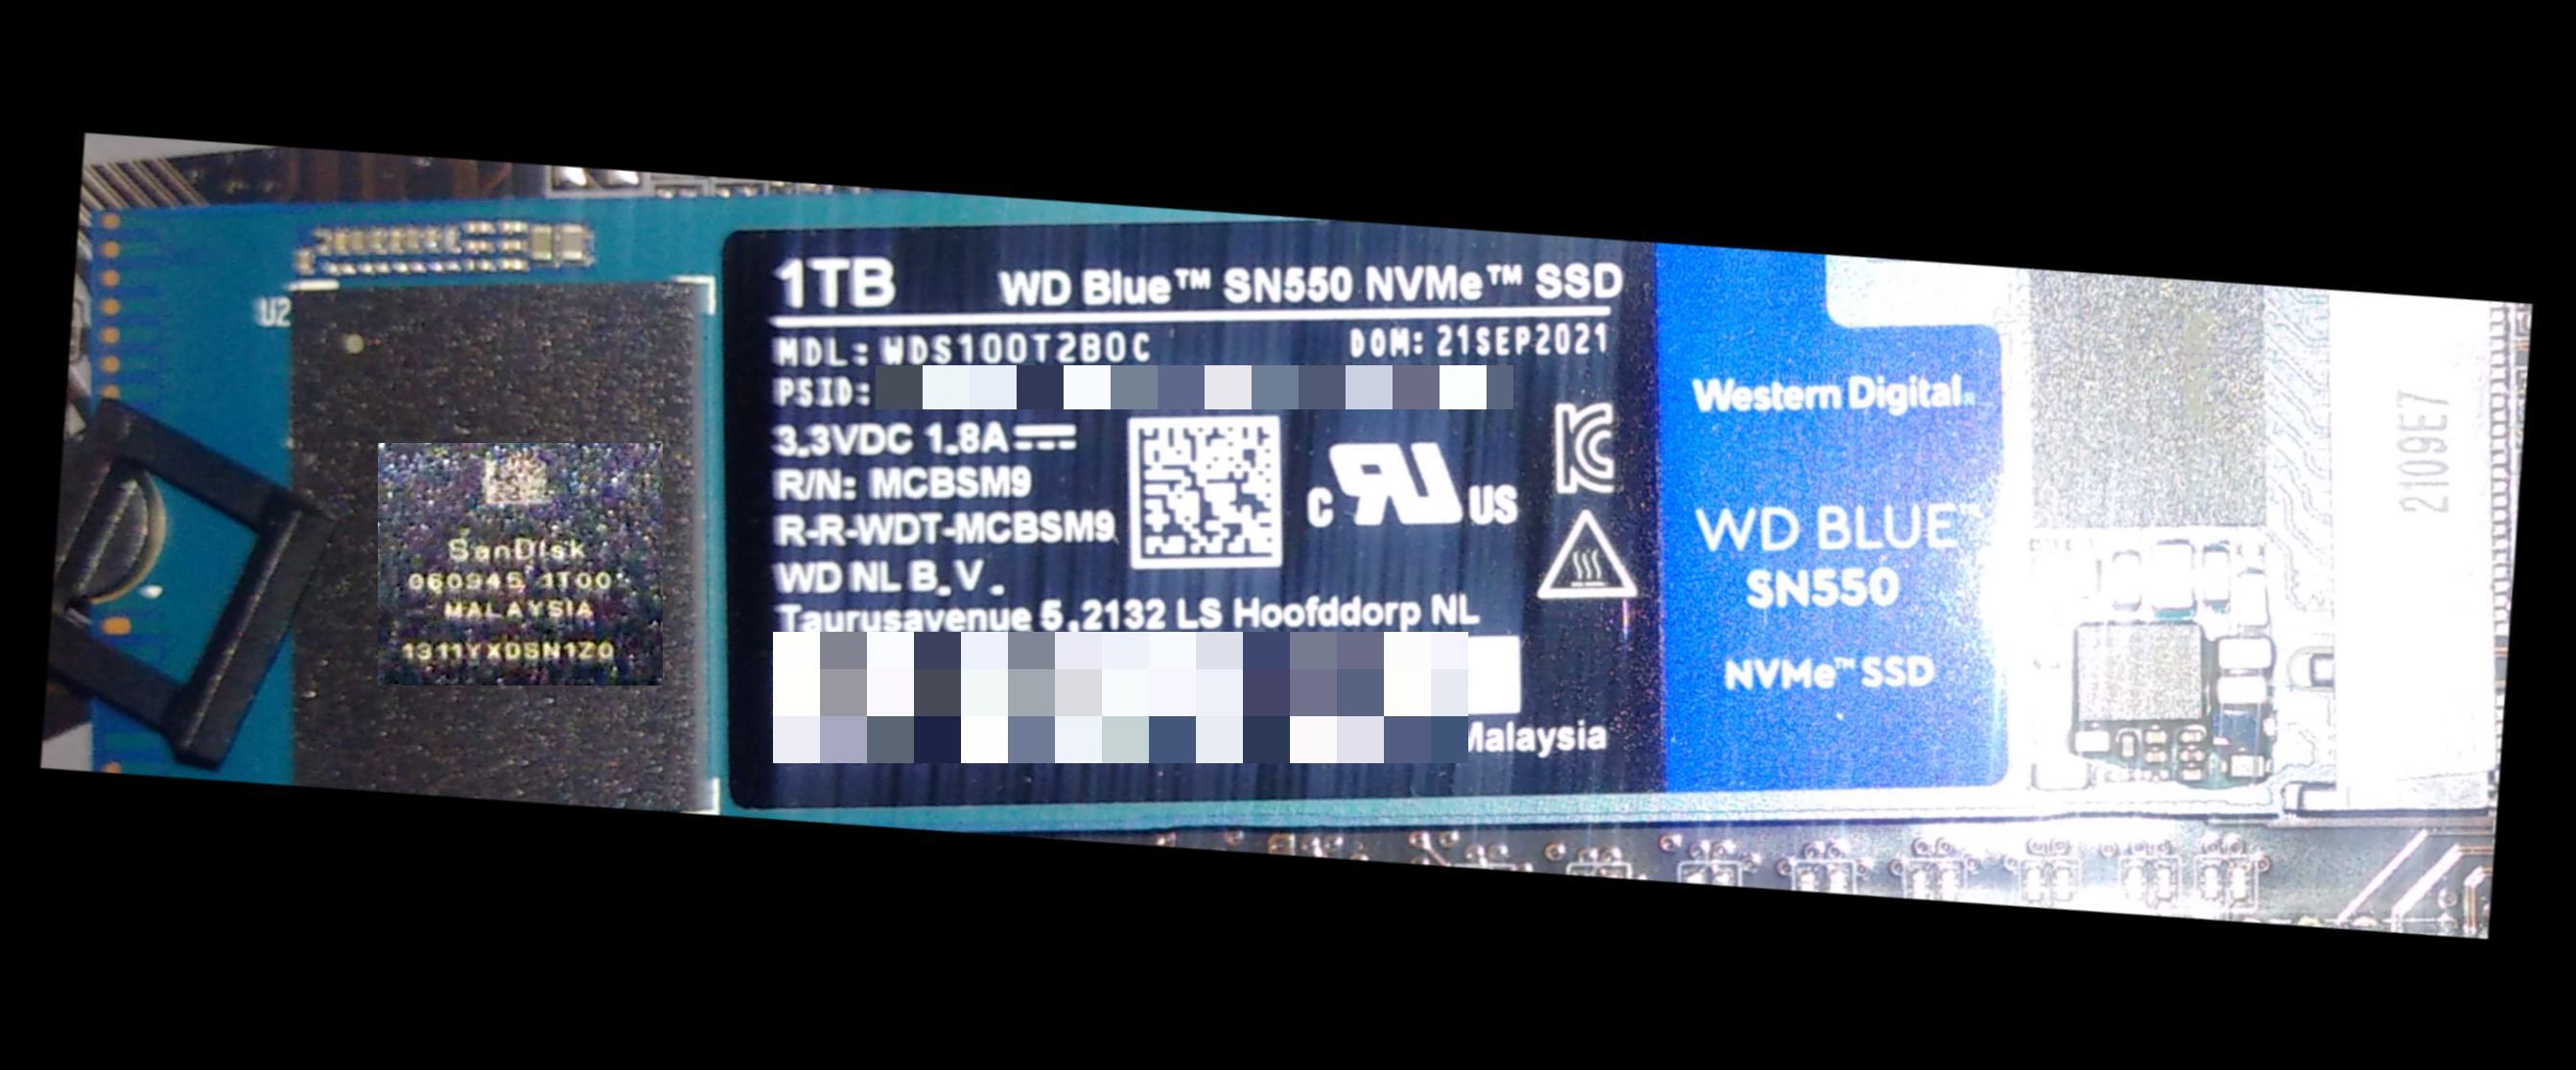 U2
SanDisk
060945 1T00
MALAYSIA
1311YXDSN1Z0
1TB WD Blue™ SN550 NVMe™ SSD
MDL: WDS100T2B0C DOM: 21SEP2021
PSID:
3.3VDC 1.8A
R/N: MCBSM9
R-R-WDT-MCBSM9
WD NL B.V.
Taurusavenue 5,2132 LS Hoofddorp NL
Malaysia
c RU US
KC
Western Digital®
WD BLUE™
SN550
NVMe™ SSD
2109E7